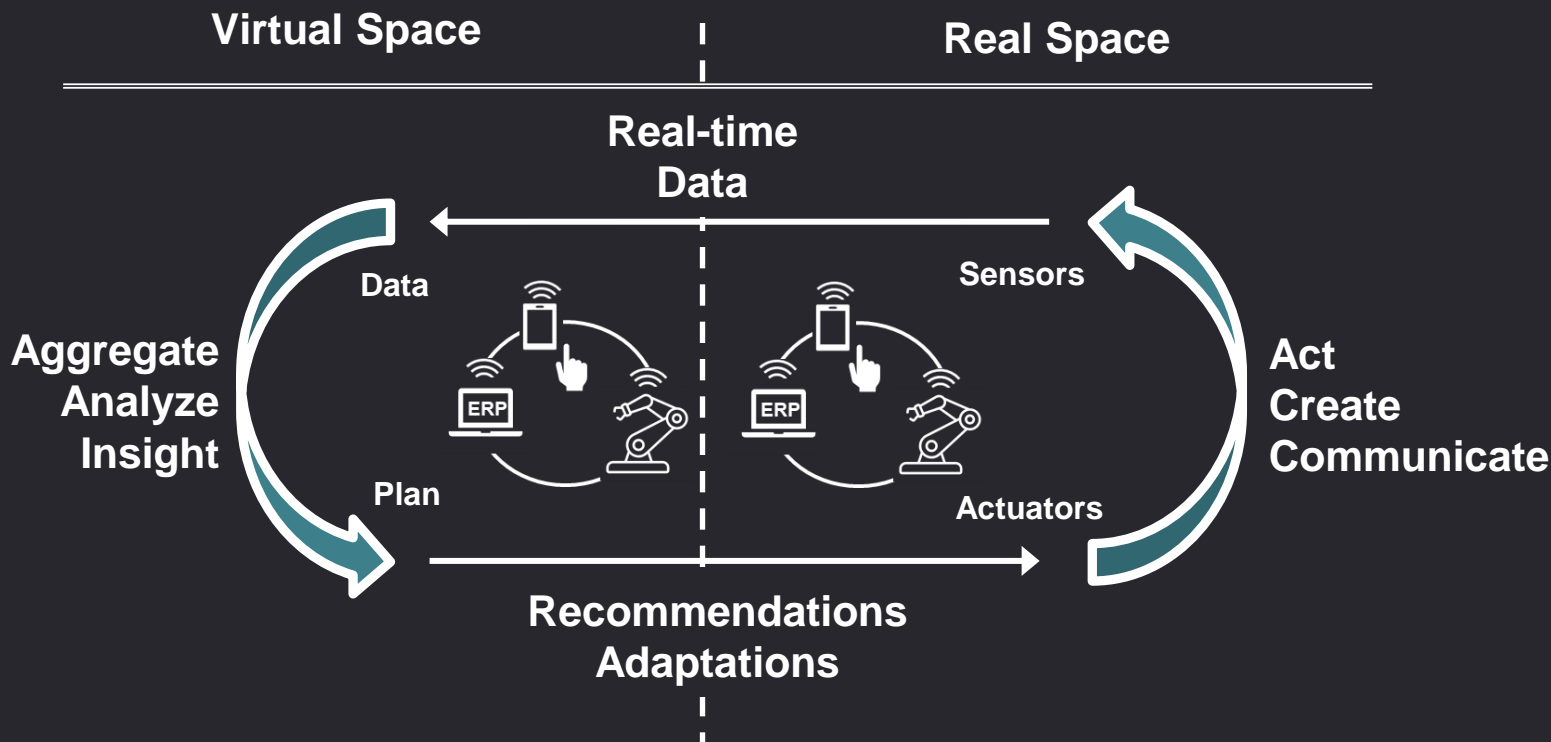 Virtual Space
Real Space
Real-time
Data
Data
Sensors
Aggregate
Analyze
Insight
ERP
ERP
Act
Create
Communicate
Plan
Actuators
Recommendations
Adaptations